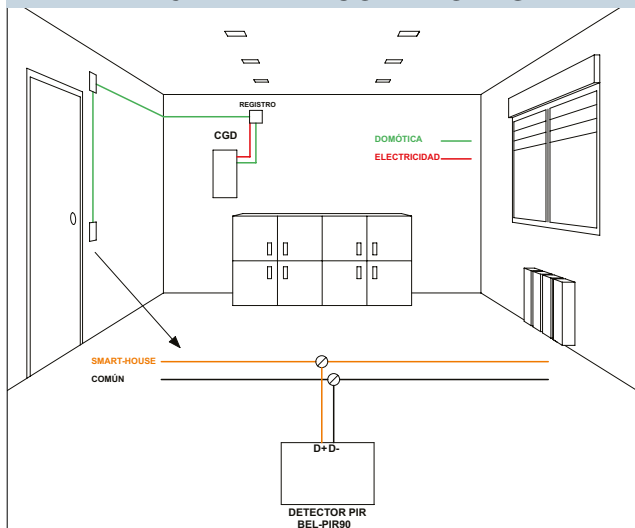 REGISTRO
CGD
DOMÓTICA
ELECTRICIDAD
SMART-HOUSE
COMÚN
D+D-
DETECTOR PIR
BEL-PIR90